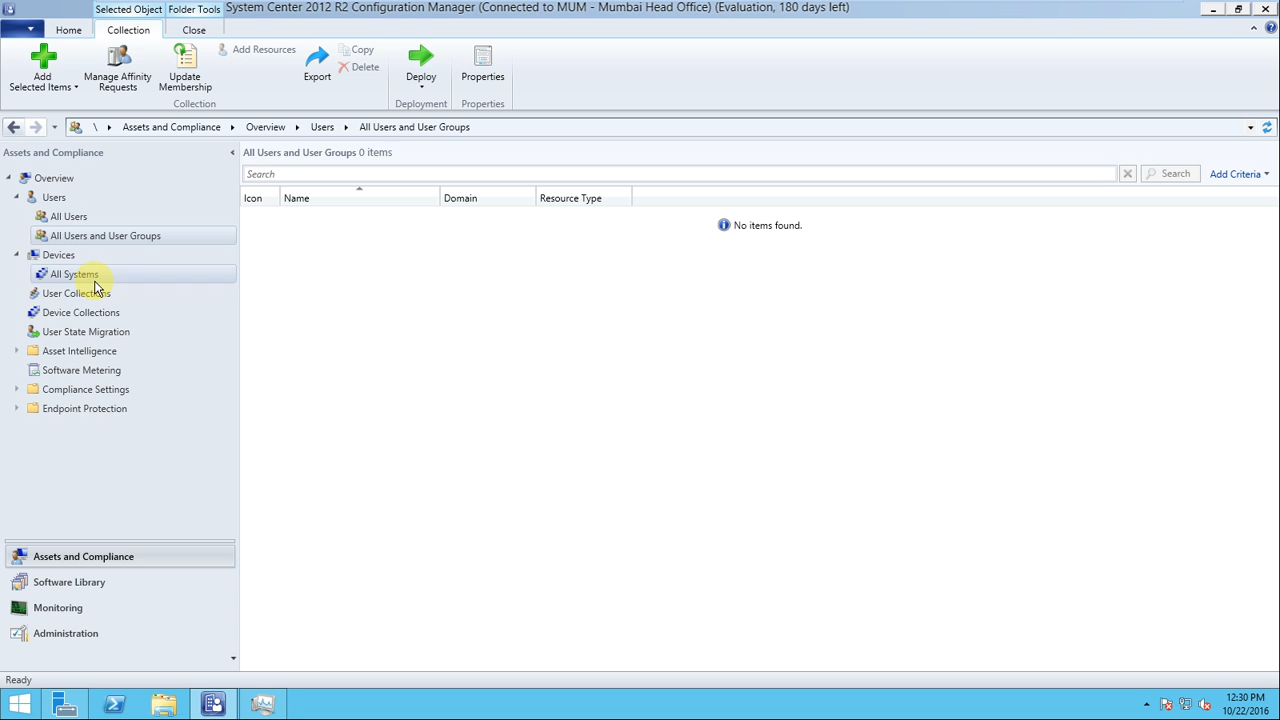 Selected Object Folder Tools System Center 2012 R2 Configuration Manager (Connected to MUM - Mumbai Head Office) (Evaluation, 180 days left)
Home Collection Close
Add Selected Items
Manage Affinity Requests
Update Membership
Add Resources
Export
Copy
Delete
Deploy
Properties
Collection Deployment Properties
\ Assets and Compliance Overview Users All Users and User Groups
Assets and Compliance
Overview
Users
All Users
All Users and User Groups
Devices
All Systems
User Collections
Device Collections
User State Migration
Asset Intelligence
Software Metering
Compliance Settings
Endpoint Protection
Assets and Compliance
Software Library
Monitoring
Administration
All Users and User Groups 0 items
Search Search Add Criteria
Icon Name Domain Resource Type
No items found.
Ready
12:30 PM
10/22/2016